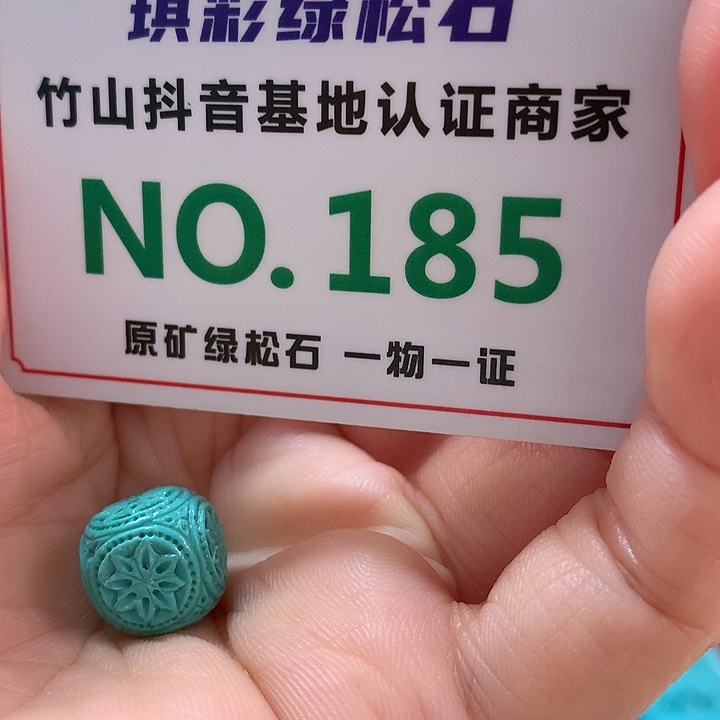 琪彩绿松石
竹山抖音基地认证商家
NO.185
原矿绿松石 一物一证